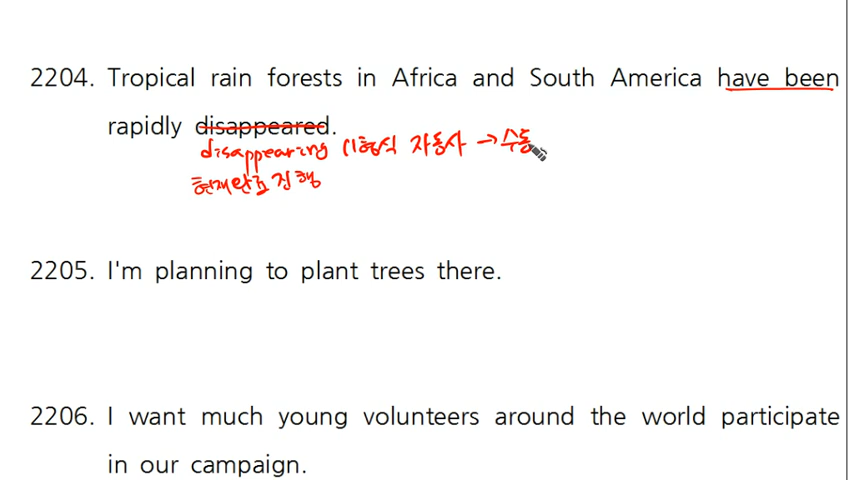 2204. Tropical rain forests in Africa and South America have been
rapidly disappeared.
disappearing (1형식 자동사 → 수동
현재완료 진행
2205. I'm planning to plant trees there.
2206. I want much young volunteers around the world participate
in our campaign.